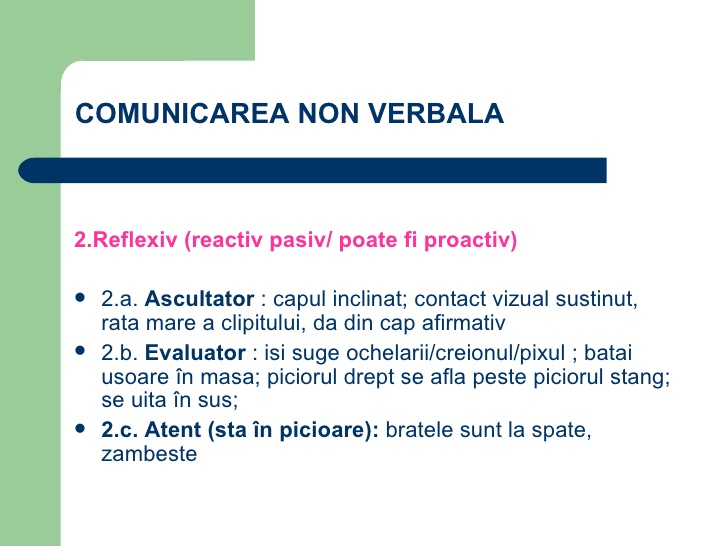 COMUNICAREA NON VERBALA
2.Reflexiv (reactiv pasiv/ poate fi proactiv)
2.a. Ascultator : capul inclinat; contact vizual sustinut,
rata mare a clipitului, da din cap afirmativ
2.b. Evaluator : isi suge ochelarii/creionul/pixul ; batai
usoare în masa; piciorul drept se afla peste piciorul stang;
se uita în sus;
2.c. Atent (sta în picioare): bratele sunt la spate,
zambeste